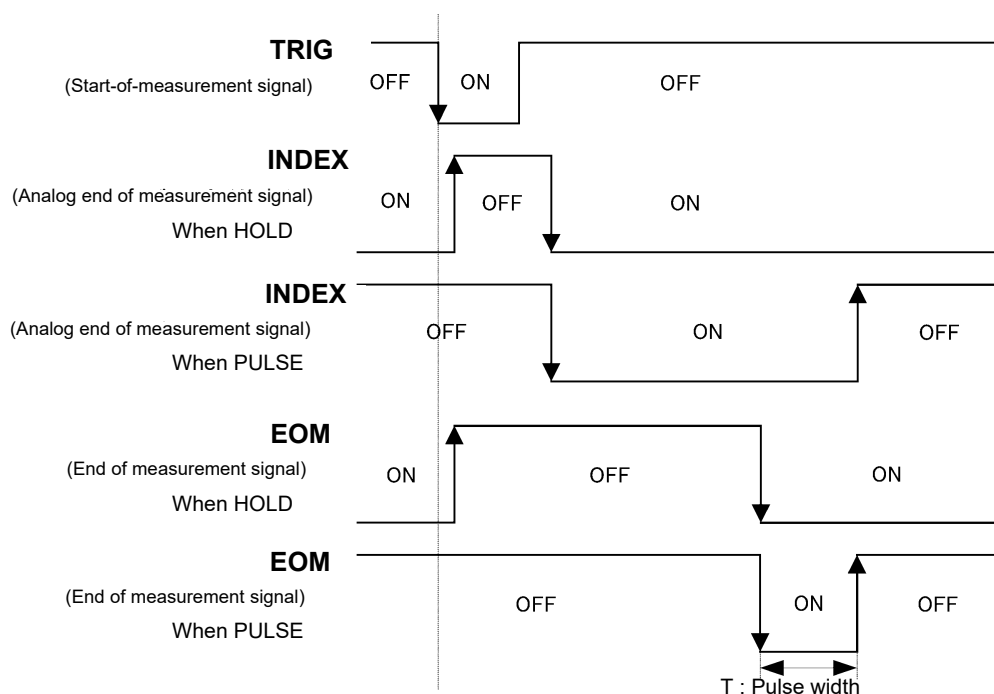 TRIG
(Start-of-measurement signal)
OFF
ON
OFF
INDEX
(Analog end of measurement signal)
When HOLD
ON
OFF
ON
INDEX
(Analog end of measurement signal)
When PULSE
OFF
ON
OFF
EOM
(End of measurement signal)
When HOLD
ON
OFF
ON
EOM
(End of measurement signal)
When PULSE
OFF
ON
OFF
T : Pulse width